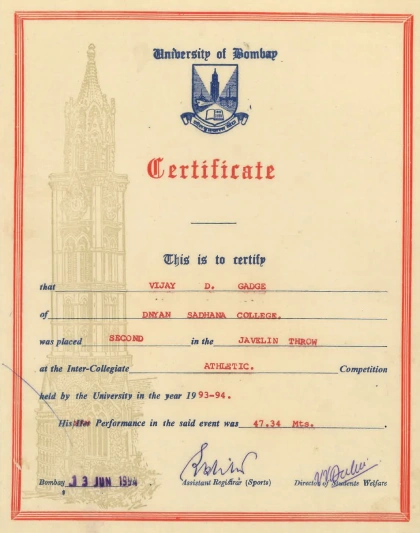 University of Bombay
Certificate
This is to certify
that VIJAY D. GADGE
of DNYAN SADHANA COLLEGE.
was placed SECOND in the JAVELIN THROW
at the Inter-Collegiate ATHLETIC. Competition
held by the University in the year 1993-94.
His/Her Performance in the said event was 47.34 Mts. .
Bombay 13 JUN 1994 Assistant Registrar (Sports) Director of Students Welfare